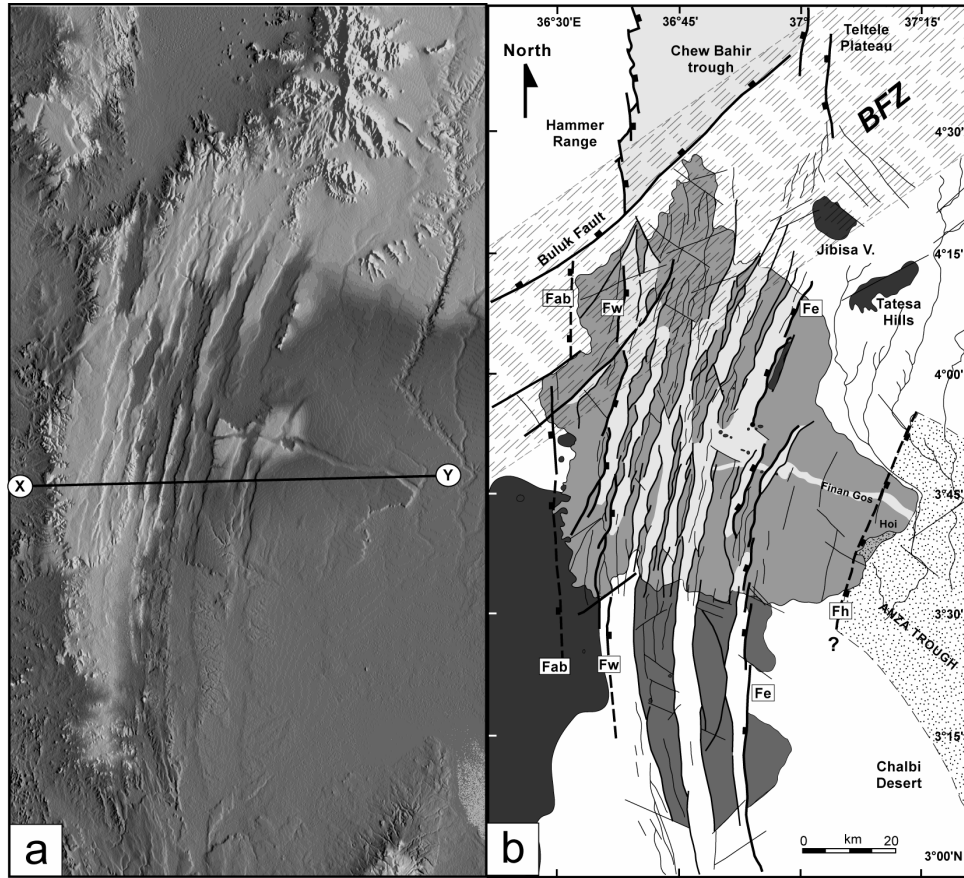 a
X
Y
b
36°30'E
36°45'
37°
37°15'
North
Chew Bahir
trough
Teltele
Plateau
BFZ
Hammer
Range
4°30'
Buluk Fault
Jibisa V.
4°15'
Fab
Fw
Fe
Tatesa
Hills
4°00'
3°45'
Finan Gos
Hoi
Fh
?
ANZA TROUGH
3°30'
Fab
Fw
Fe
3°15'
Chalbi
Desert
0 km 20
3°00'N